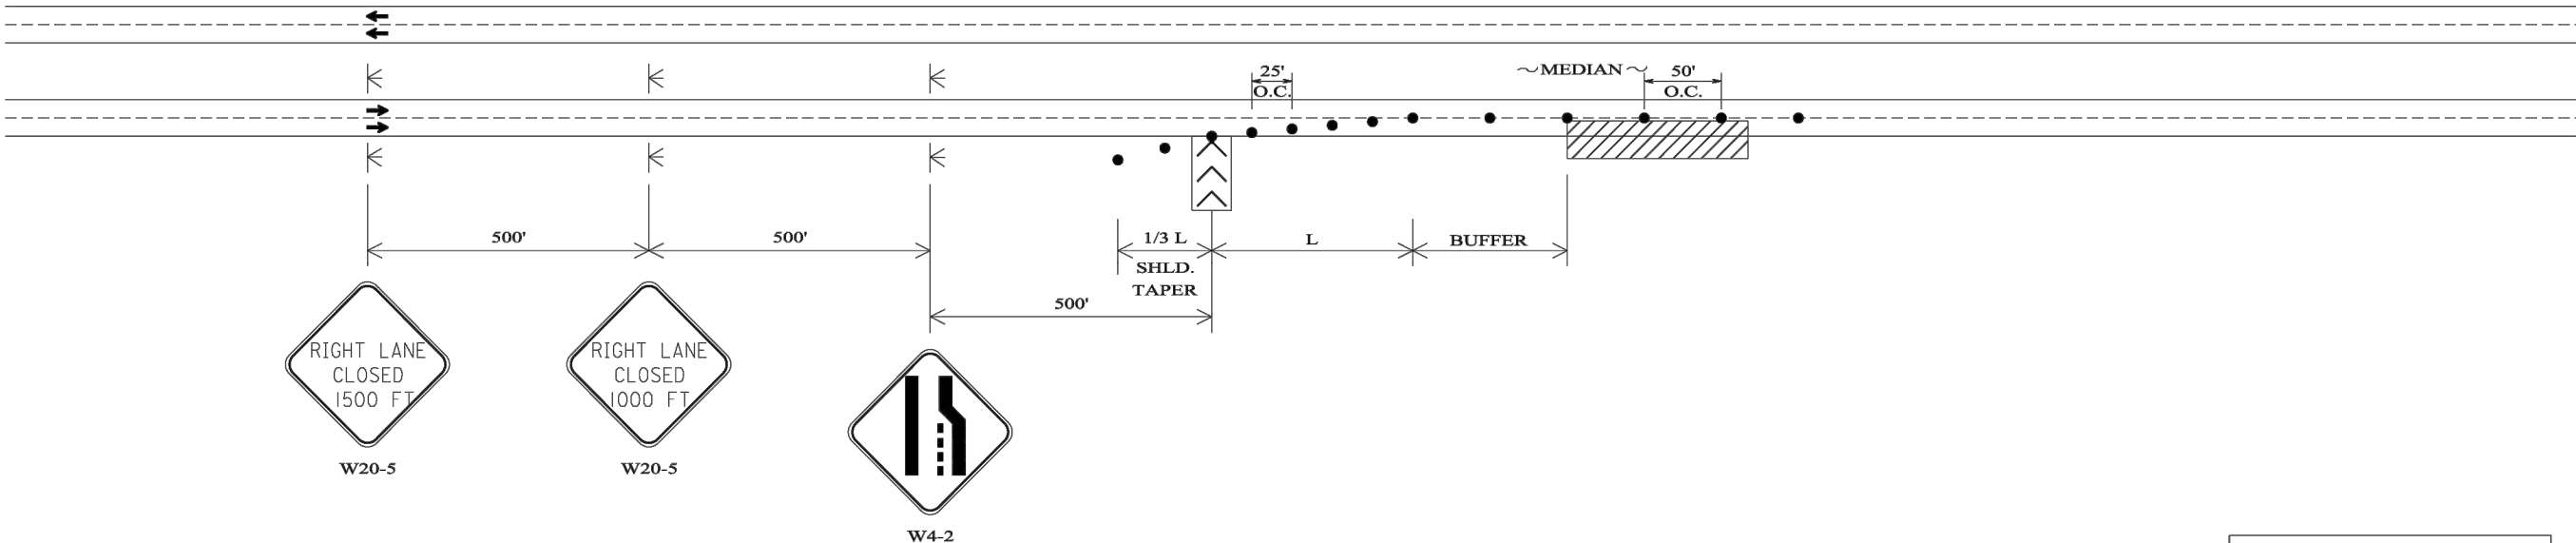 25'
O.C.
MEDIAN
50'
O.C.
500'
500'
1/3 L
SHLD.
TAPER
L
BUFFER
500'
RIGHT LANE
CLOSED
1500 FT
W20-5
RIGHT LANE
CLOSED
1000 FT
W20-5
W4-2